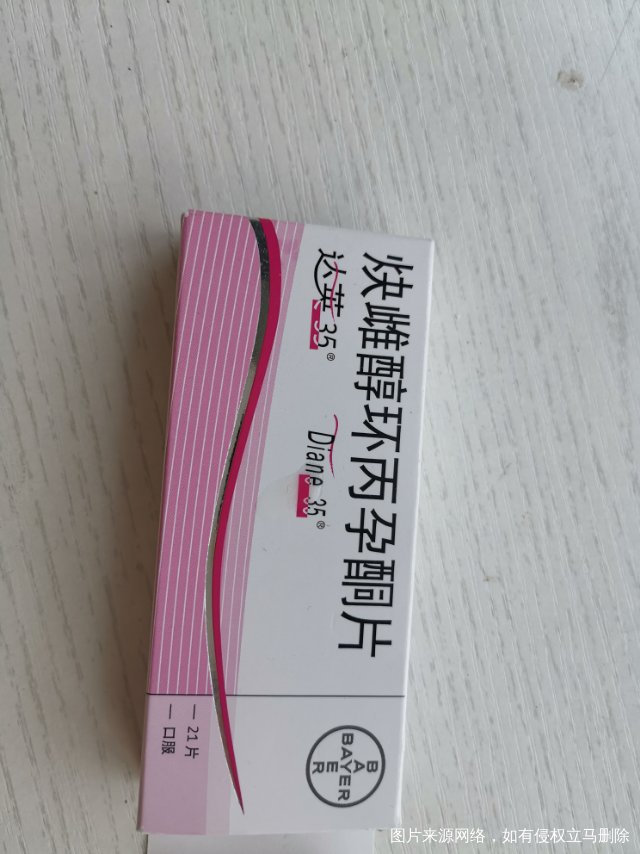 炔雌醇环丙孕酮片
达英-35®
Diane-35®
BAYER
BAYER
21片
口服
图片来源网络，如有侵权立马删除